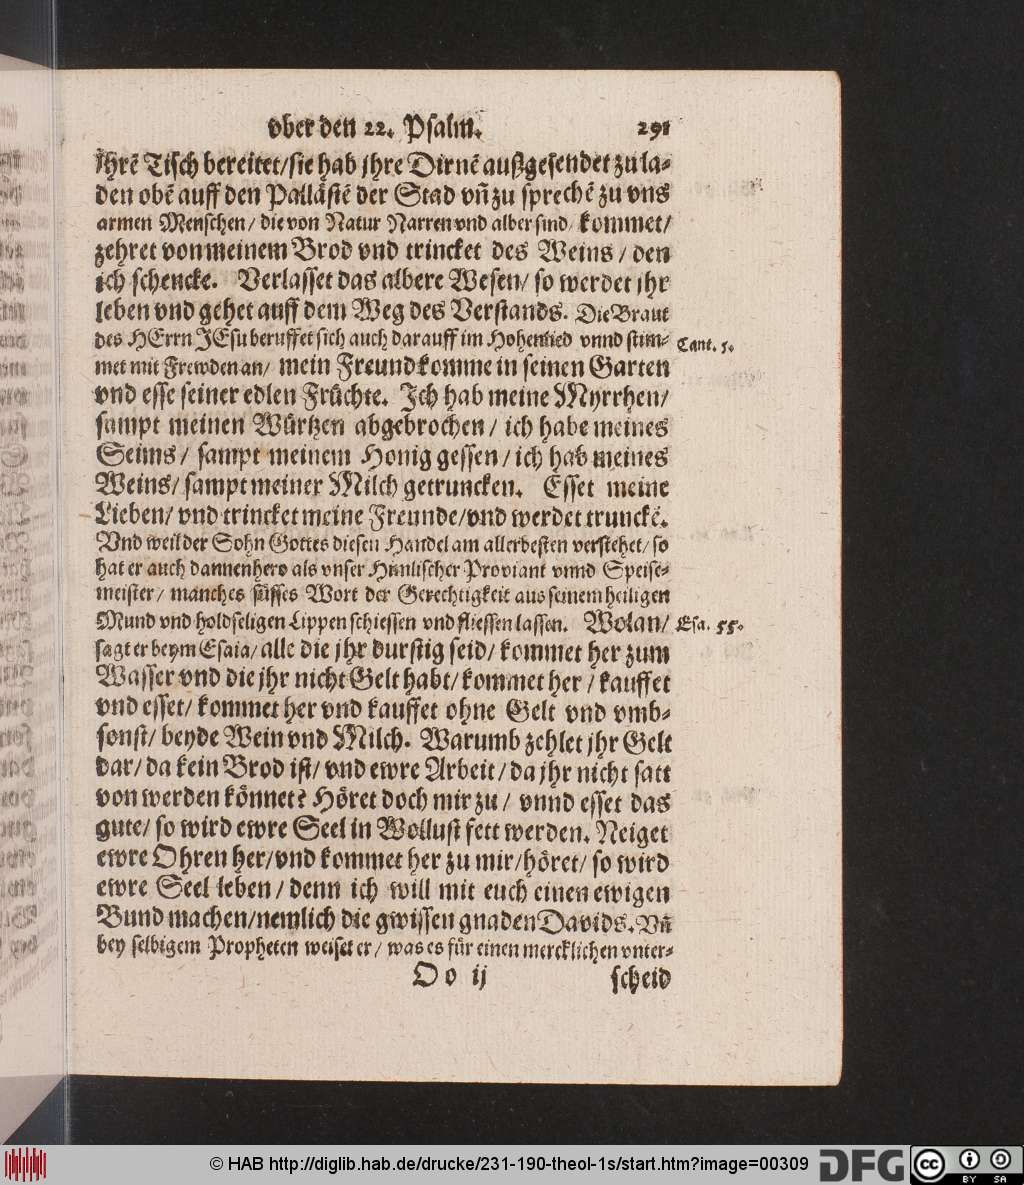 vber den 22. Psalm. 291
jhrẽ Tisch bereitet/sie hab jhre Dirnẽ außgesendet zu la-
den obẽ auff den Pallästẽ der Stad vñ zu sprechẽ zu vns
armen Menschen/ die von Natur Narren vnd alber sind/ kommet/
zehret von meinem Brod vnd trincket des Weins / den
ich schencke. Verlasset das albere Wesen/ so werdet jhr
leben vnd gehet auff dem Weg des Verstands. Die Braut
des HErrn JEsu beruffet sich auch darauff im Hohenlied vnnd stim-
Cant. 5.
met mit Frewden an/ mein Freund komme in seinen Garten
vnd esse seiner edlen Früchte. Ich hab meine Myrrhen/
sampt meinen Würtzen abgebrochen / ich habe meines
Seims / sampt meinem Honig gessen / ich hab meines
Weins/ sampt meiner Milch getruncken. Esset meine
Lieben/ vnd trincket meine Freunde/vnd werdet trunckẽ.
Vnd weil der Sohn Gottes diesen Handel am allerbesten verstehet/ so
hat er auch dannenhero als vnser Himlischer Proviant vnnd Speise-
meister / manches süsses Wort der Gerechtigkeit aus seinem heiligen
Mund vnd holdseligen Lippen schiessen vnd fliessen lassen. Wolan/
Esa. 55.
sagt er beym Esaia/ alle die jhr durstig seid/ kommet her zum
Wasser vnd die jhr nicht Gelt habt/ kommet her / kauffet
vnd esset/ kommet her vnd kauffet ohne Gelt vnd vmb-
sonst/ beyde Wein vnd Milch. Warumb zehlet jhr Gelt
dar/ da kein Brod ist/ vnd ewre Arbeit/ da jhr nicht satt
von werden könnet? Höret doch mir zu / vnnd esset das
gute/ so wird ewre Seel in Wollust fett werden. Neiget
ewre Ohren her/vnd kommet her zu mir/höret/ so wird
ewre Seel leben / denn ich will mit euch einen ewigen
Bund machen/nemlich die gwissen gnaden Davids. Vñ
bey selbigem Propheten weiset er/ was es für einen mercklichen vnter-
Oo ij scheid
© HAB http://diglib.hab.de/drucke/231-190-theol-1s/start.htm?image=00309
DFG
cc BY SA